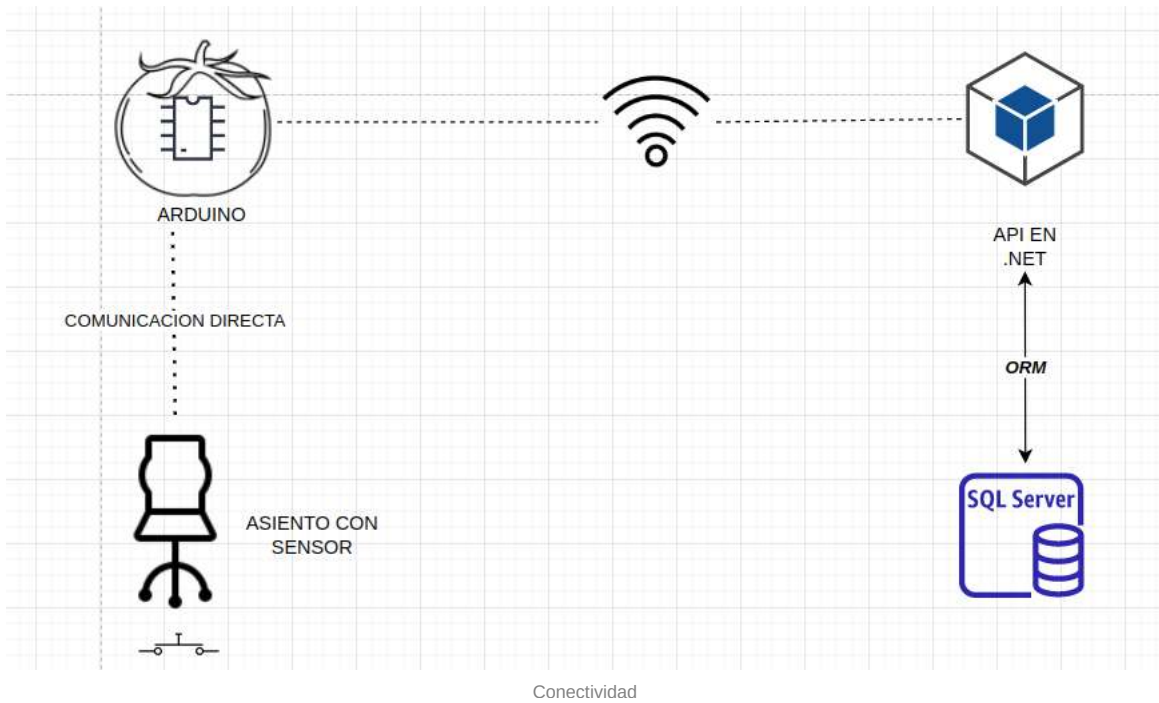 ARDUINO
API EN
.NET
COMUNICACION DIRECTA
ORM
SQL Server
ASIENTO CON
SENSOR
Conectividad